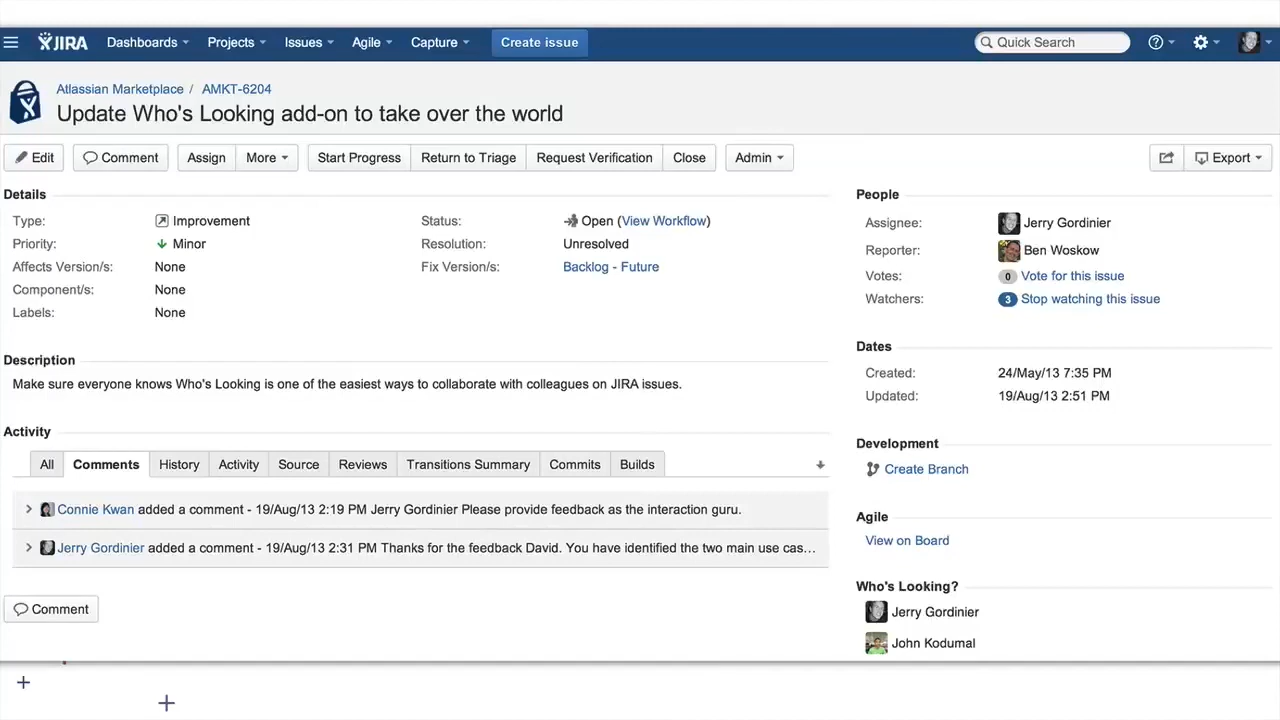 JIRA Dashboards Projects Issues Agile Capture Create issue Quick Search
Atlassian Marketplace / AMKT-6204
Update Who's Looking add-on to take over the world
Edit Comment Assign More Start Progress Return to Triage Request Verification Close Admin Export
Details
Type: Improvement
Priority: Minor
Affects Version/s: None
Component/s: None
Labels: None
Status: Open (View Workflow)
Resolution: Unresolved
Fix Version/s: Backlog - Future
Description
Make sure everyone knows Who's Looking is one of the easiest ways to collaborate with colleagues on JIRA issues.
Activity
All Comments History Activity Source Reviews Transitions Summary Commits Builds
Connie Kwan added a comment - 19/Aug/13 2:19 PM Jerry Gordinier Please provide feedback as the interaction guru.
Jerry Gordinier added a comment - 19/Aug/13 2:31 PM Thanks for the feedback David. You have identified the two main use cas…
Comment
People
Assignee: Jerry Gordinier
Reporter: Ben Woskow
Votes: 0 Vote for this issue
Watchers: 3 Stop watching this issue
Dates
Created: 24/May/13 7:35 PM
Updated: 19/Aug/13 2:51 PM
Development
Create Branch
Agile
View on Board
Who's Looking?
Jerry Gordinier
John Kodumal